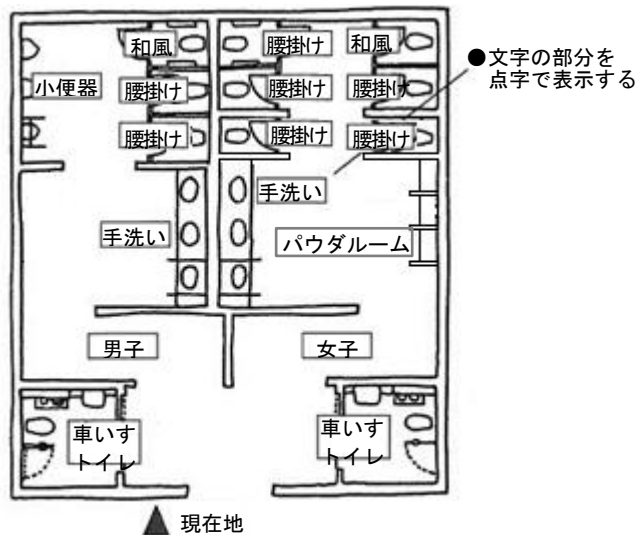 和風
腰掛け
和風
●文字の部分を
点字で表示する
小便器
腰掛け
腰掛け
腰掛け
腰掛け
腰掛け
腰掛け
手洗い
手洗い
パウダルーム
男子
女子
車いす
トイレ
車いす
トイレ
現在地